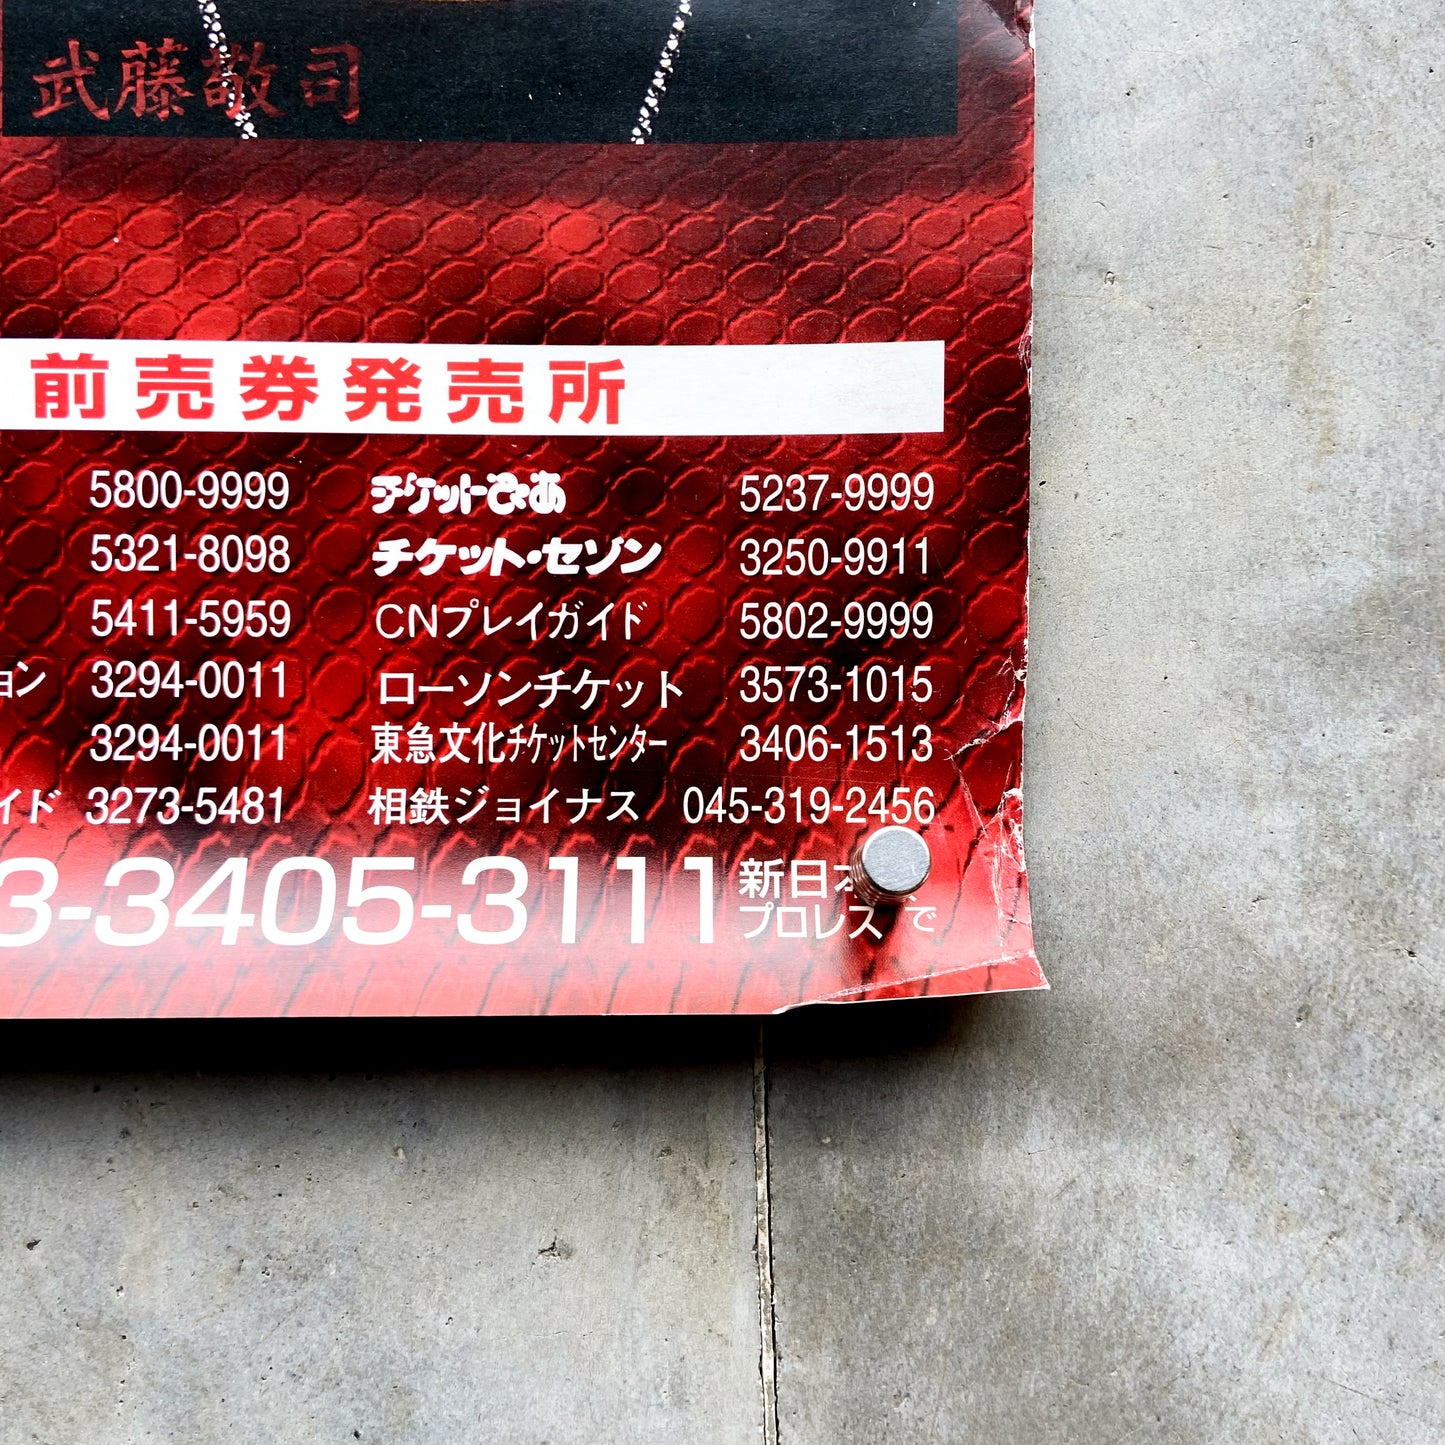 武藤敬司
前売券発売所
5800-9999 チケットぴあ 5237-9999
5321-8098 チケット・セゾン 3250-9911
5411-5959 CNプレイガイド 5802-9999
ョン 3294-0011 ローソンチケット 3573-1015
3294-0011 東急文化チケットセンター 3406-1513
イド 3273-5481 相鉄ジョイナス 045-319-2456
3-3405-3111 新日本
プロレス で